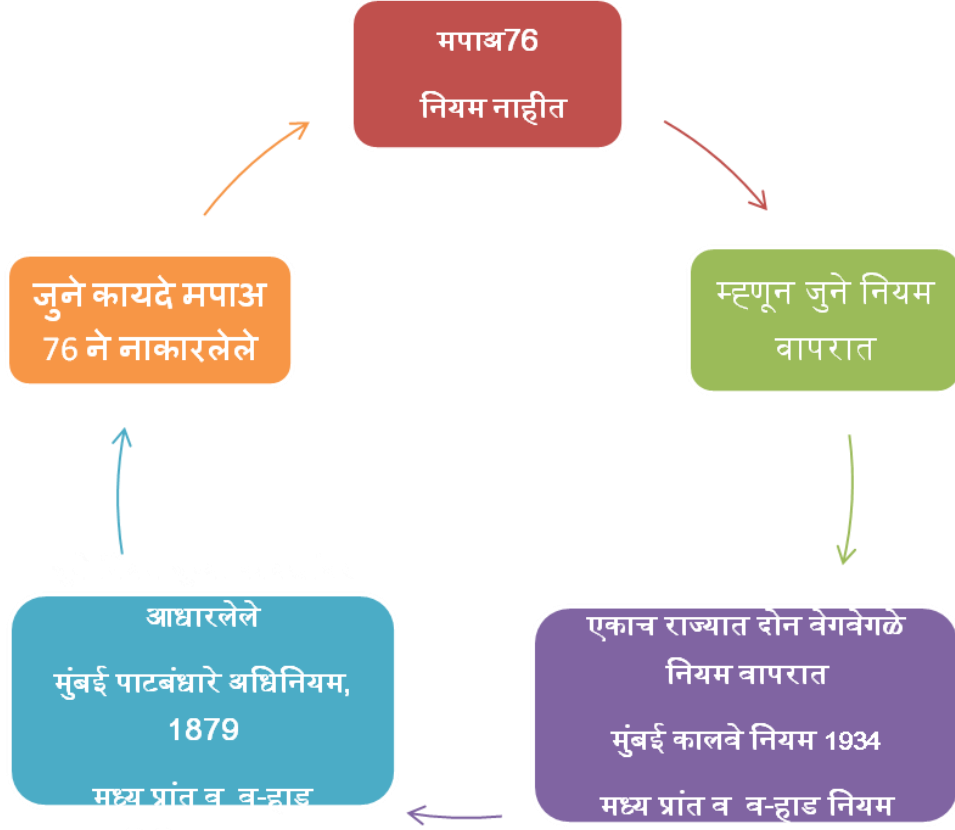 मपाअ76
नियम नाहीत
म्हणून जुने नियम
वापरात
एकाच राज्यात दोन वेगवेगळे
नियम वापरात
मुंबई कालवे नियम 1934
मध्य प्रांत व व-हाड नियम
आधारलेले
मुंबई पाटबंधारे अधिनियम,
1879
मध्य प्रांत व व-हाड
जुने कायदे मपाअ
76 ने नाकारलेले